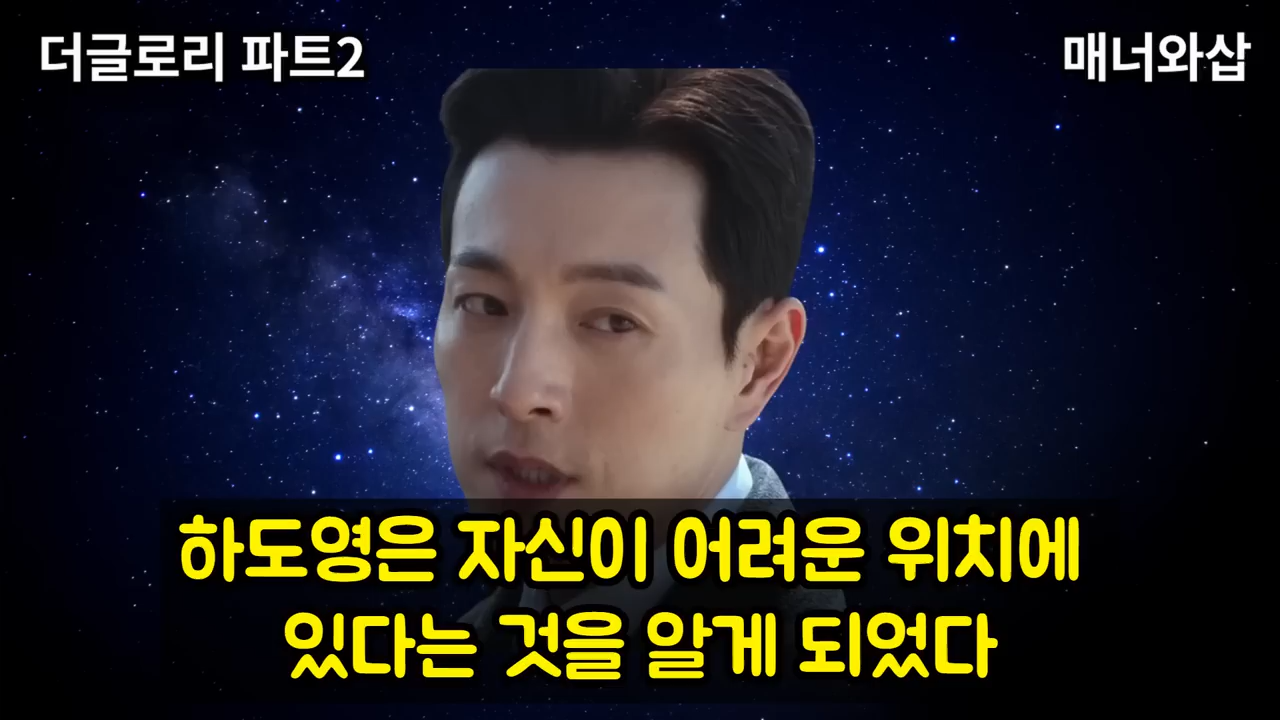 더글로리 파트2
매너와삽
하도영은 자신이 어려운 위치에
있다는 것을 알게 되었다